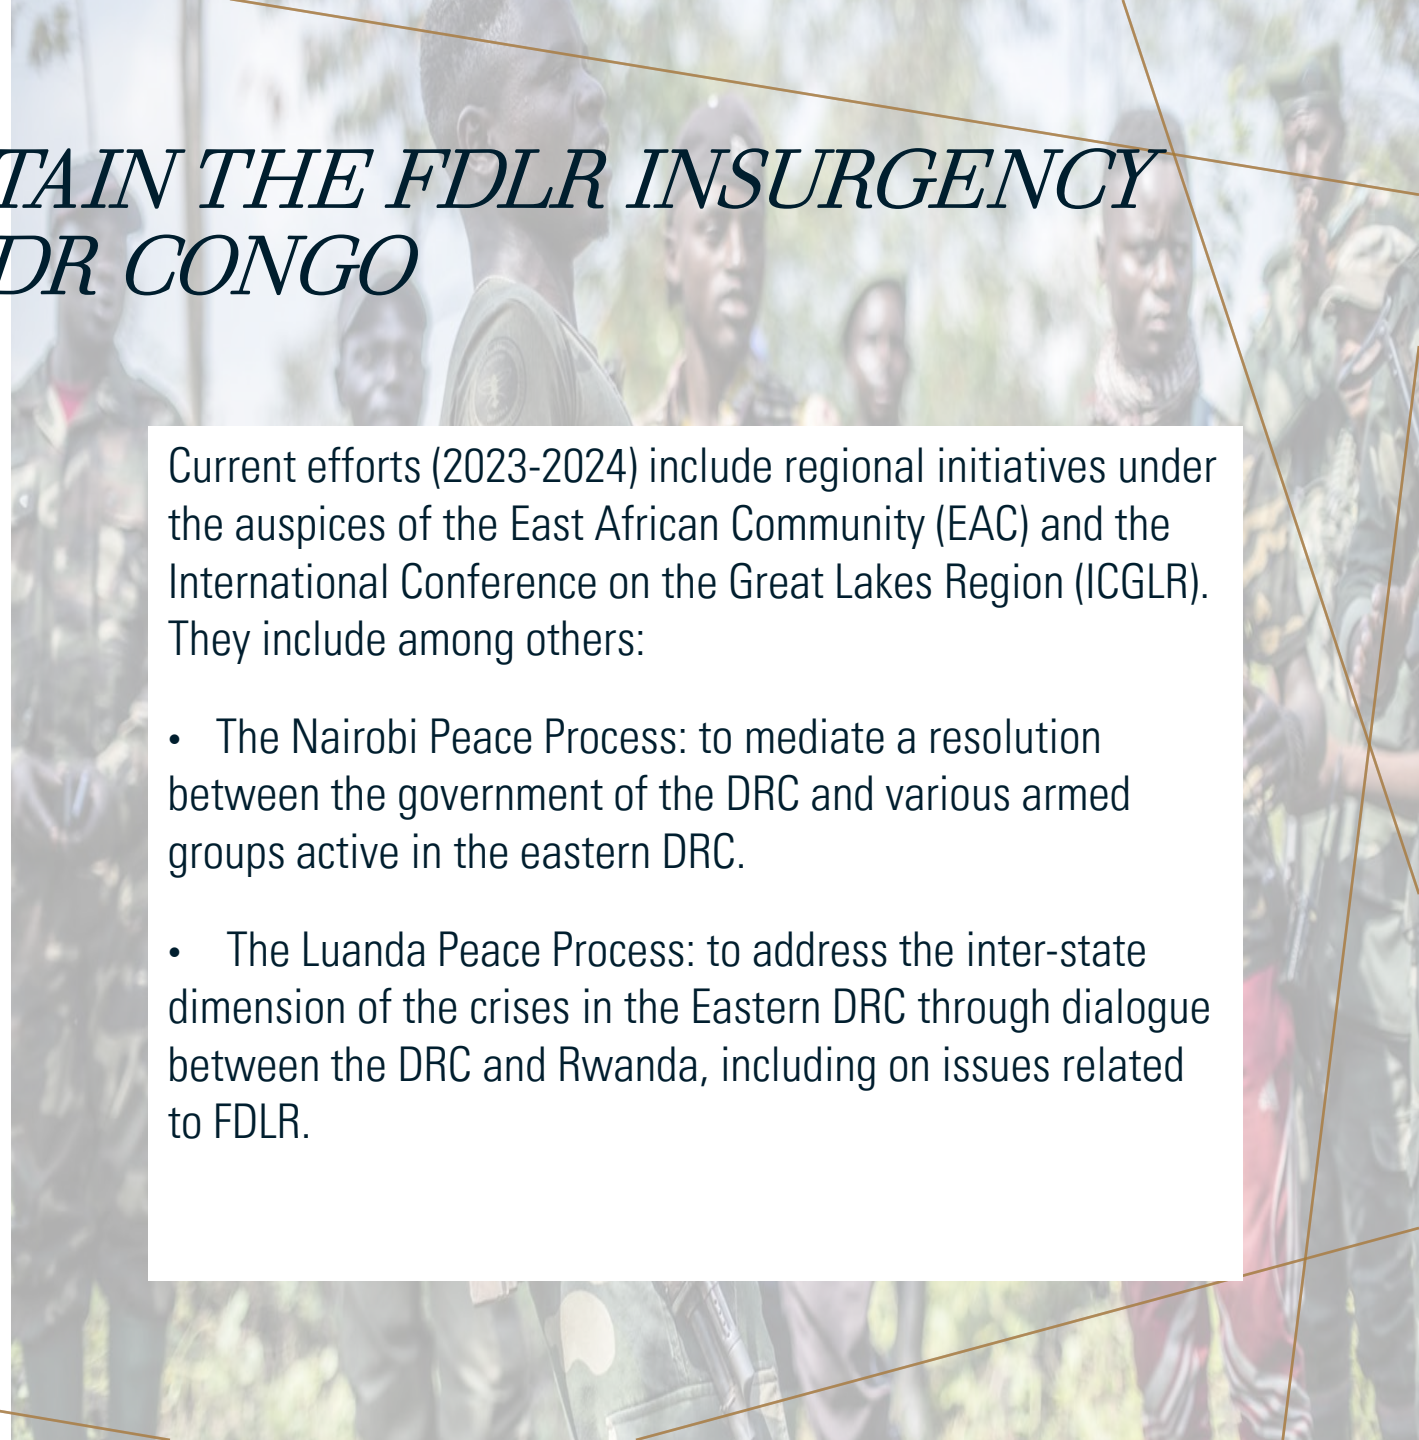 TAIN THE FDLR INSURGENCY
DR CONGO
Current efforts (2023-2024) include regional initiatives under
the auspices of the East African Community (EAC) and the
International Conference on the Great Lakes Region (ICGLR).
They include among others:
• The Nairobi Peace Process: to mediate a resolution
between the government of the DRC and various armed
groups active in the eastern DRC.
• The Luanda Peace Process: to address the inter-state
dimension of the crises in the Eastern DRC through dialogue
between the DRC and Rwanda, including on issues related
to FDLR.